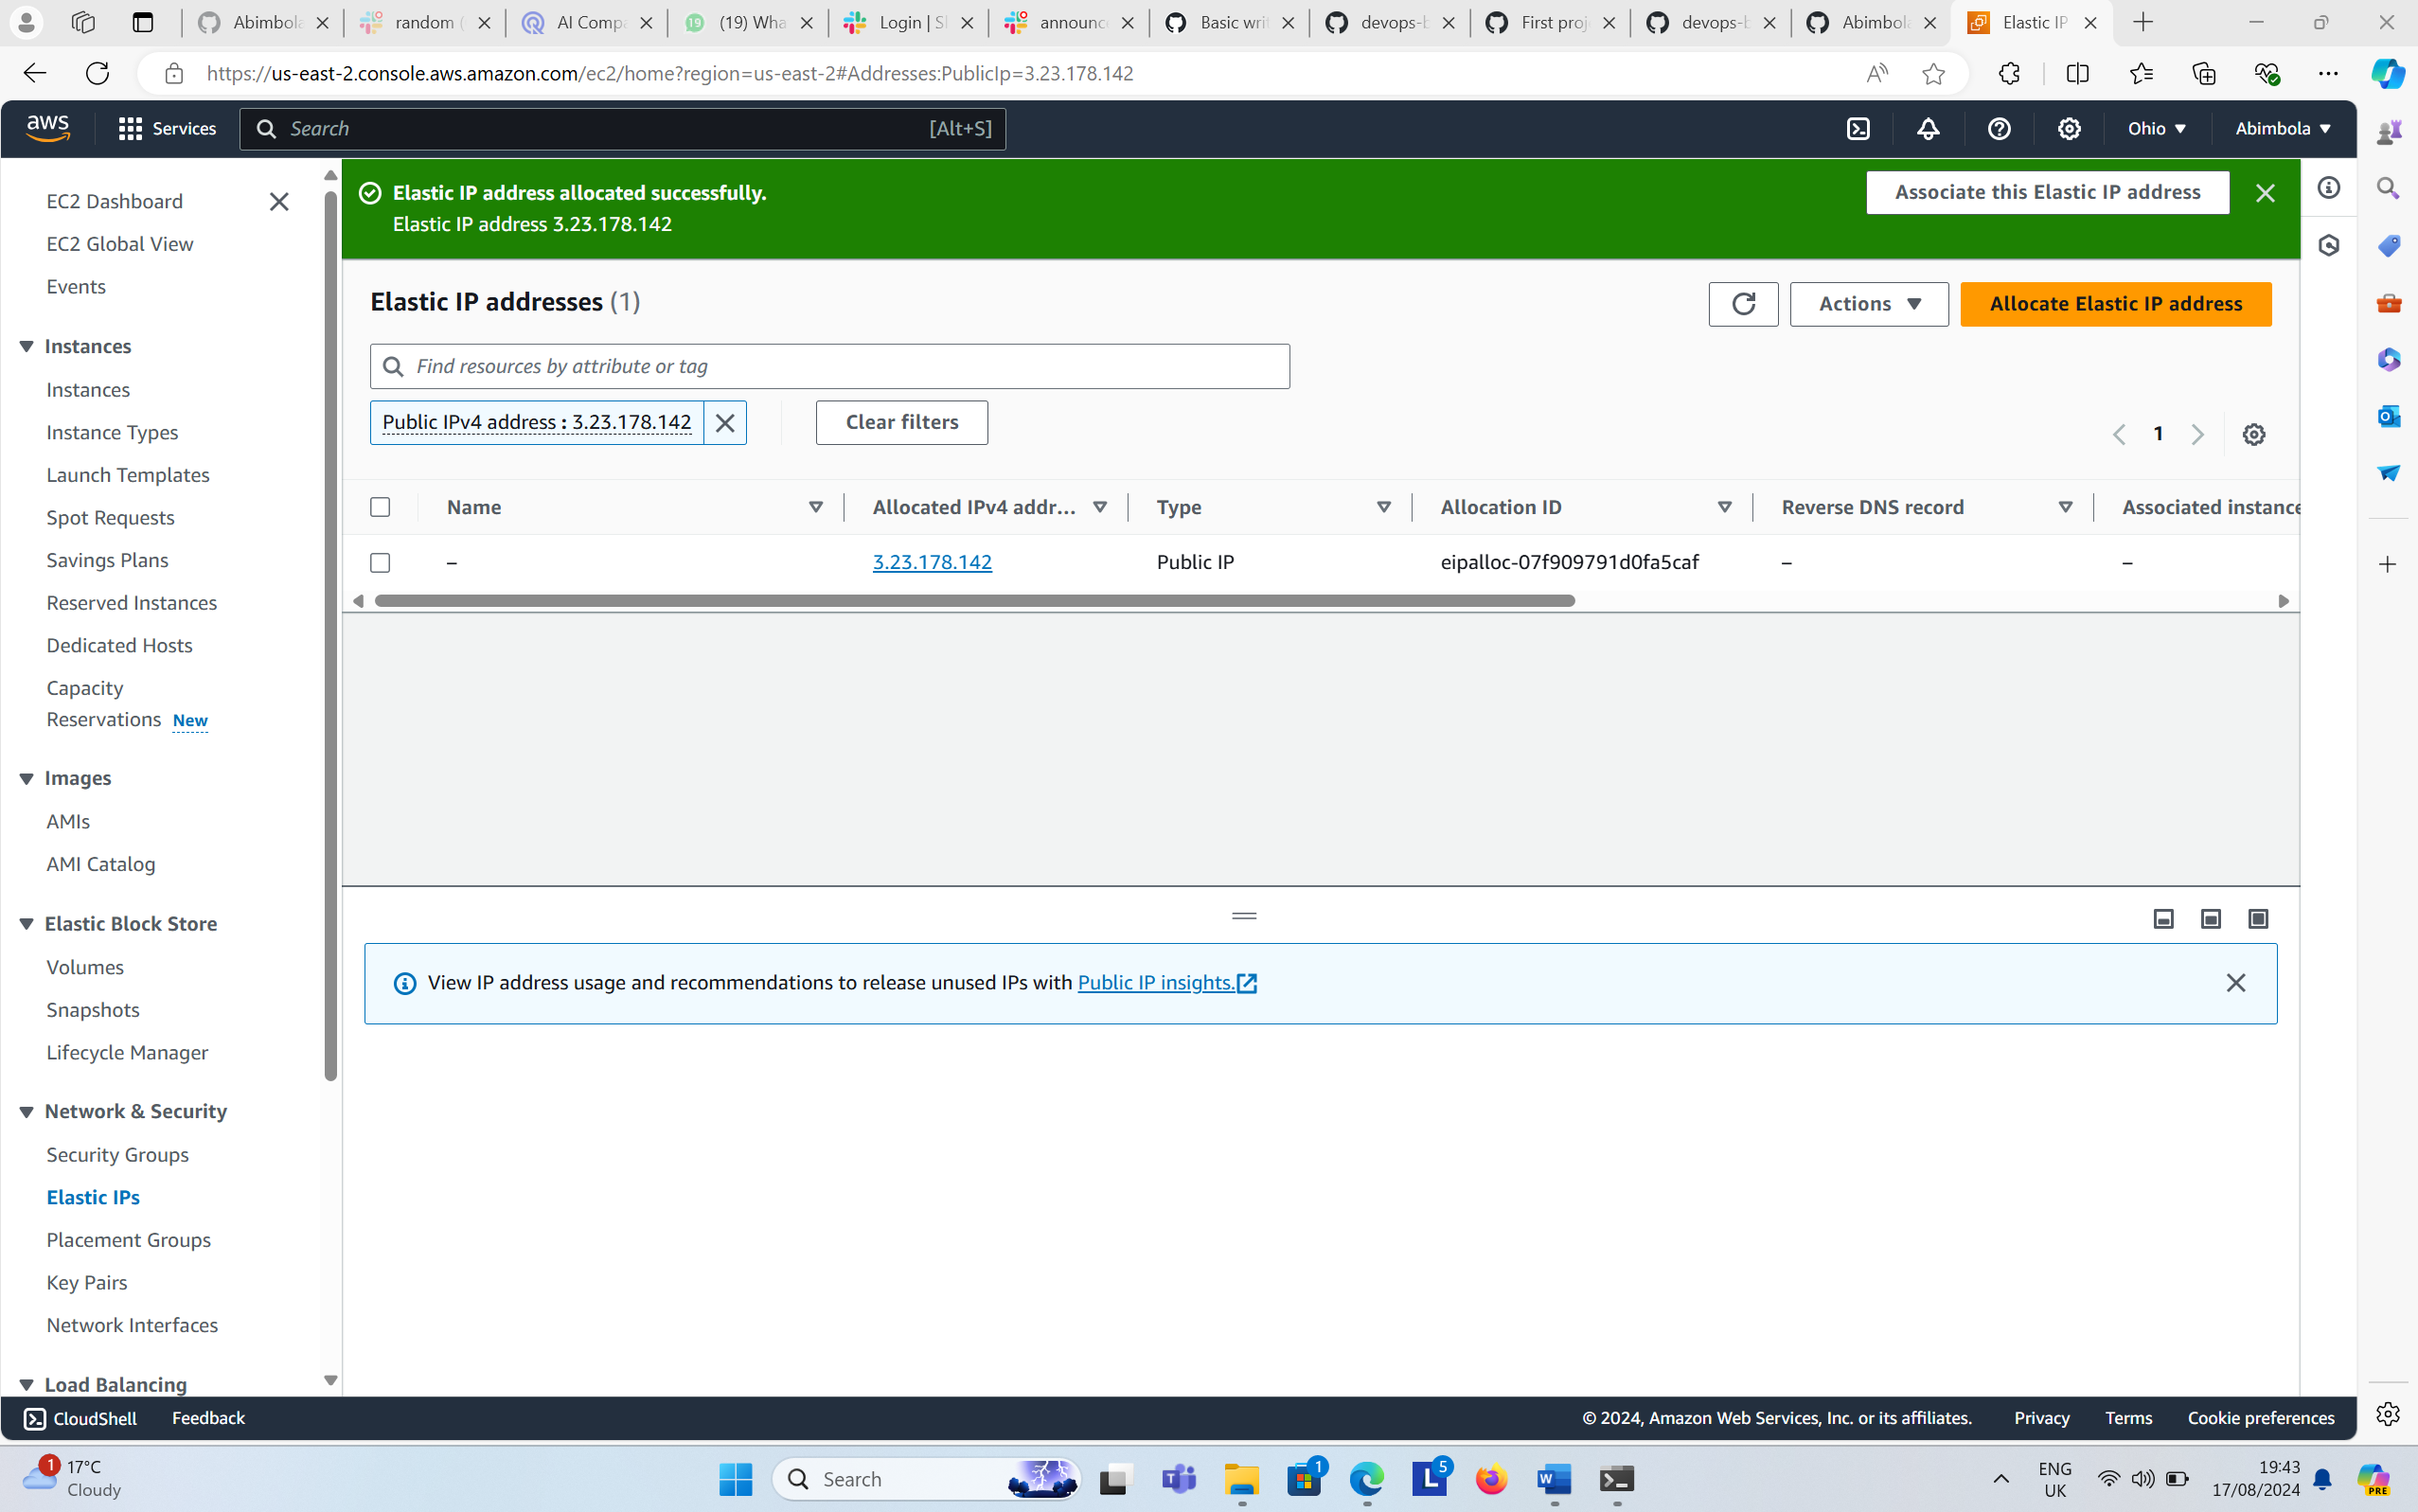 Abimbola
random (
AI Compa
(19) Wha
Login | Sl
announce
Basic writ
devops-b
First proj
devops-b
Abimbola
Elastic IP
https://us-east-2.console.aws.amazon.com/ec2/home?region=us-east-2#Addresses:PublicIp=3.23.178.142
aws
Services
Search
[Alt+S]
Ohio
Abimbola
EC2 Dashboard
EC2 Global View
Events
Instances
Instances
Instance Types
Launch Templates
Spot Requests
Savings Plans
Reserved Instances
Dedicated Hosts
Capacity
Reservations New
Images
AMIs
AMI Catalog
Elastic Block Store
Volumes
Snapshots
Lifecycle Manager
Network & Security
Security Groups
Elastic IPs
Placement Groups
Key Pairs
Network Interfaces
Load Balancing
Elastic IP address allocated successfully.
Elastic IP address 3.23.178.142
Associate this Elastic IP address
Elastic IP addresses (1)
Actions
Allocate Elastic IP address
Find resources by attribute or tag
Public IPv4 address : 3.23.178.142
Clear filters
1
Name
Allocated IPv4 addr...
Type
Allocation ID
Reverse DNS record
Associated instance
–
3.23.178.142
Public IP
eipalloc-07f909791d0fa5caf
–
–
View IP address usage and recommendations to release unused IPs with Public IP insights.
CloudShell
Feedback
© 2024, Amazon Web Services, Inc. or its affiliates.
Privacy
Terms
Cookie preferences
1
17°C
Cloudy
Search
1
5
ENG
UK
19:43
17/08/2024
PRE